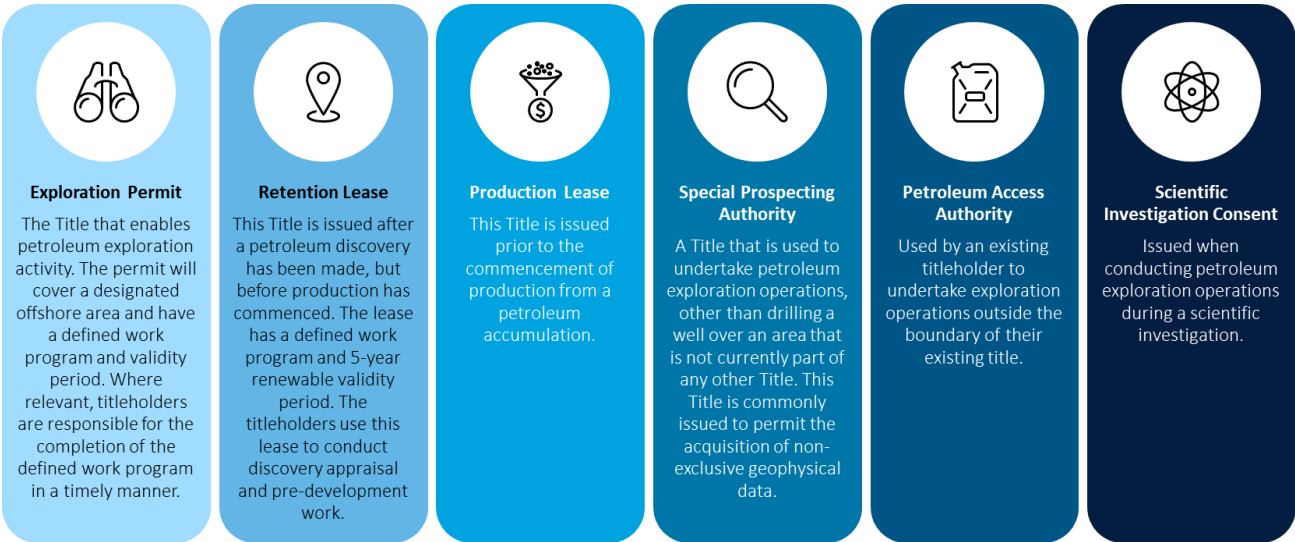 Exploration Permit
The Title that enables
petroleum exploration
activity. The permit will
cover a designated
offshore area and have
a defined work
program and validity
period. Where
relevant, titleholders
are responsible for the
completion of the
defined work program
in a timely manner.
Retention Lease
This Title is issued after
a petroleum discovery
has been made, but
before production has
commenced. The lease
has a defined work
program and 5-year
renewable validity
period. The
titleholders use this
lease to conduct
discovery appraisal
and pre-development
work.
$
Production Lease
This Title is issued
prior to the
commencement of
production from a
petroleum
accumulation.
Special Prospecting
Authority
A Title that is used to
undertake petroleum
exploration operations,
other than drilling a
well over an area that
is not currently part of
any other Title. This
Title is commonly
issued to permit the
acquisition of non-
exclusive geophysical
data.
Petroleum Access
Authority
Used by an existing
titleholder to
undertake exploration
operations outside the
boundary of their
existing title.
Scientific
Investigation Consent
Issued when
conducting petroleum
exploration operations
during a scientific
investigation.